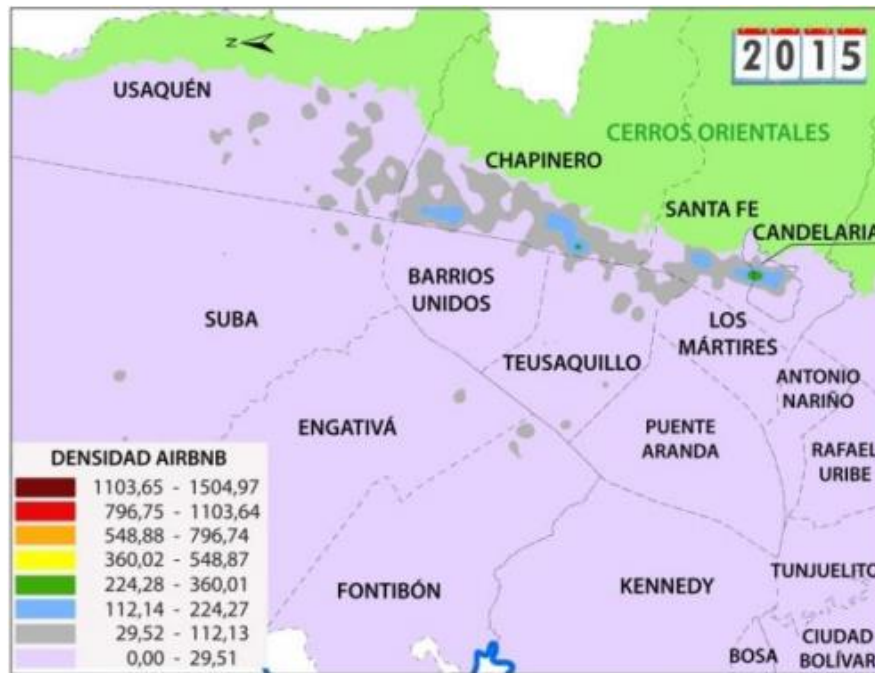 N
2015
USAQUÉN
CERROS ORIENTALES
CHAPINERO
SANTA FE
CANDELARIA
BARRIOS
UNIDOS
SUBA
LOS
MÁRTIRES
TEUSAQUILLO
ANTONIO
NARIÑO
ENGATIVÁ
PUENTE
ARANDA
RAFAEL
URIBE
DENSIDAD AIRBNB
1103,65 - 1504,97
796,75 - 1103,64
548,88 - 796,74
360,02 - 548,87
224,28 - 360,01
112,14 - 224,27
29,52 - 112,13
0,00 - 29,51
FONTIBÓN
KENNEDY
TUNJUELITO
BOSA
CIUDAD
BOLÍVAR